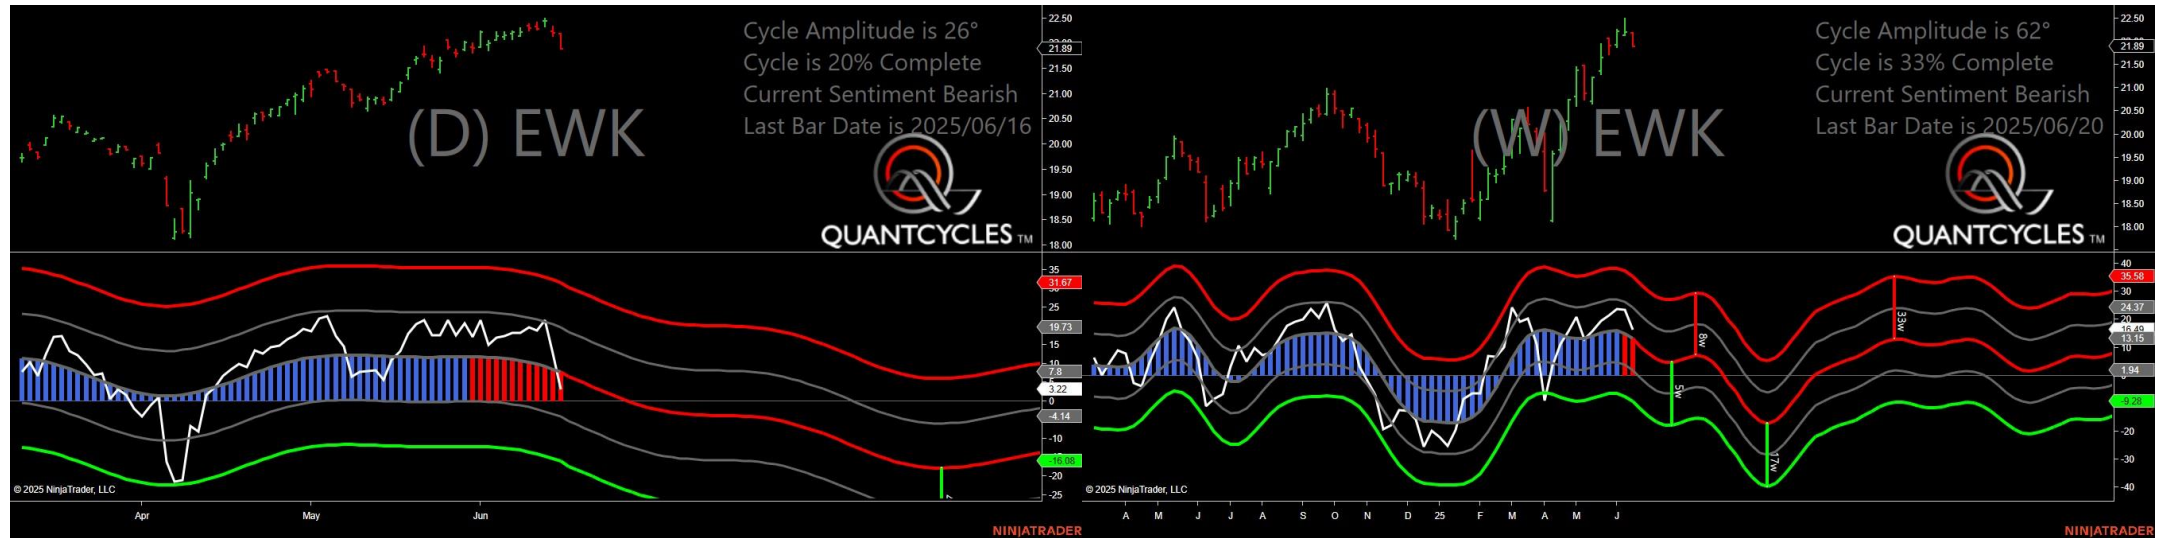 Cycle Amplitude is 26°
Cycle is 20% Complete
Current Sentiment Bearish
Last Bar Date is 2025/06/16
(D) EWK
QUANTCYCLES TM
22.50
21.89
21.50
21.00
20.50
20.00
19.50
19.00
18.50
18.00
35
31.67
25
19.73
15
10
7.8
3.22
0
-4.14
-10
-16.08
-20
-25
© 2025 NinjaTrader, LLC
Apr May Jun
NINJATRADER
Cycle Amplitude is 62°
Cycle is 33% Complete
Current Sentiment Bearish
Last Bar Date is 2025/06/20
(W) EWK
QUANTCYCLES TM
22.50
21.89
21.50
21.00
20.50
20.00
19.50
19.00
18.50
18.00
40
35.58
30
24.37
20
16.49
13.15
10
1.94
-9.28
-20
-30
-40
5w
8w
17w
33w
© 2025 NinjaTrader, LLC
A M J J A S O N D 25 F M A M J
NINJATRADER